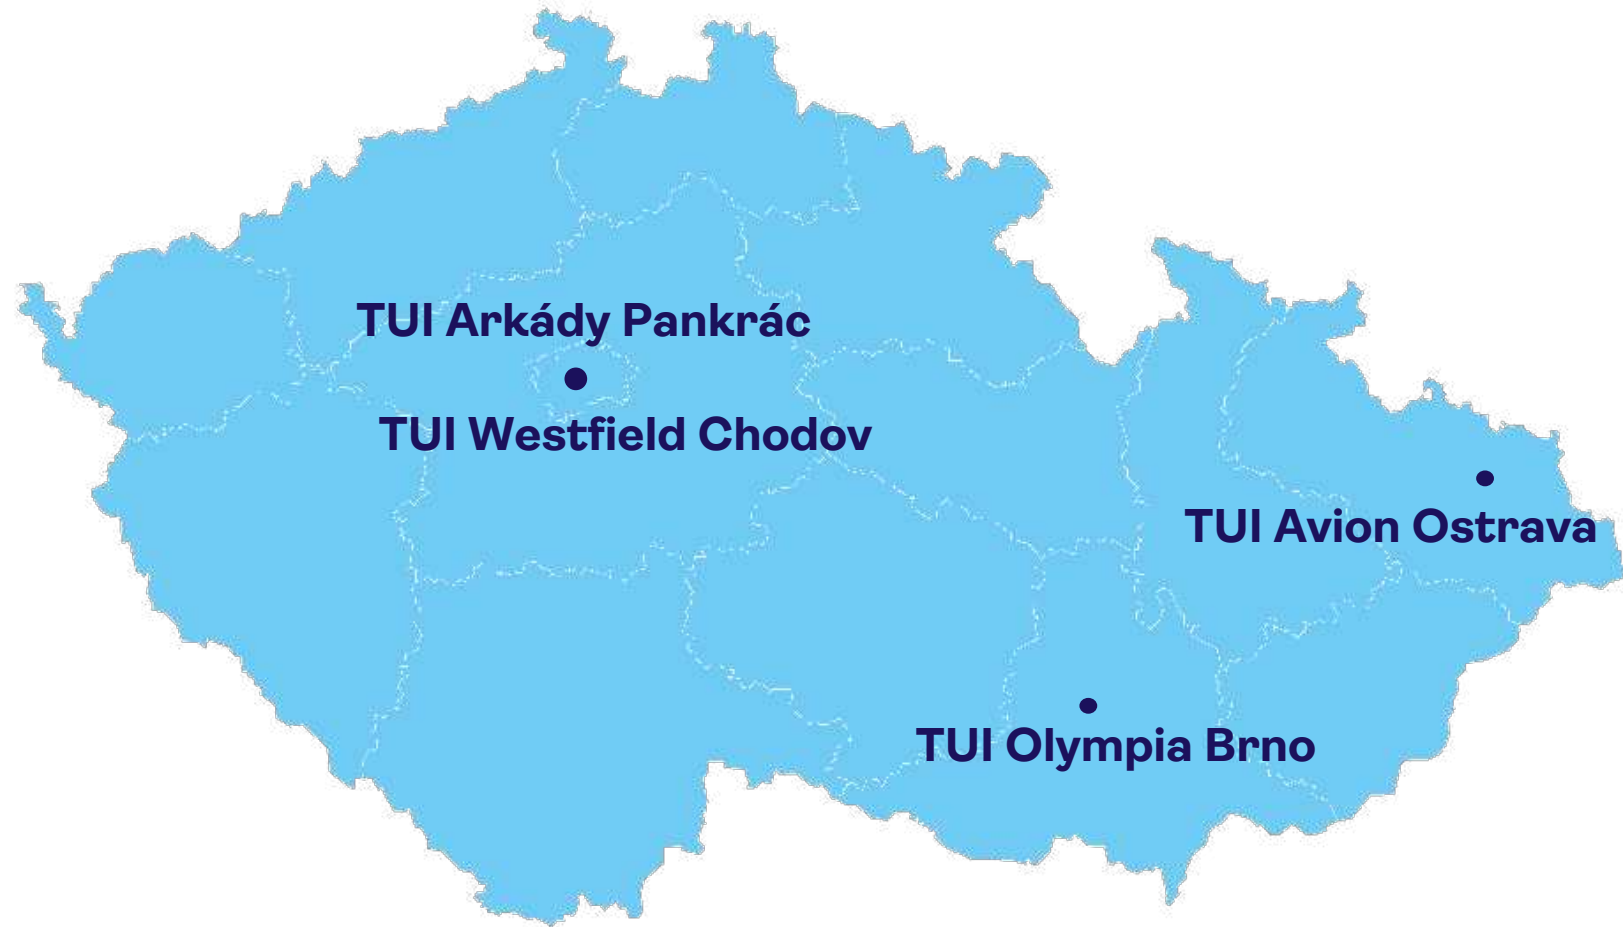 TUI Arkády Pankrác
TUI Westfield Chodov
TUI Avion Ostrava
TUI Olympia Brno